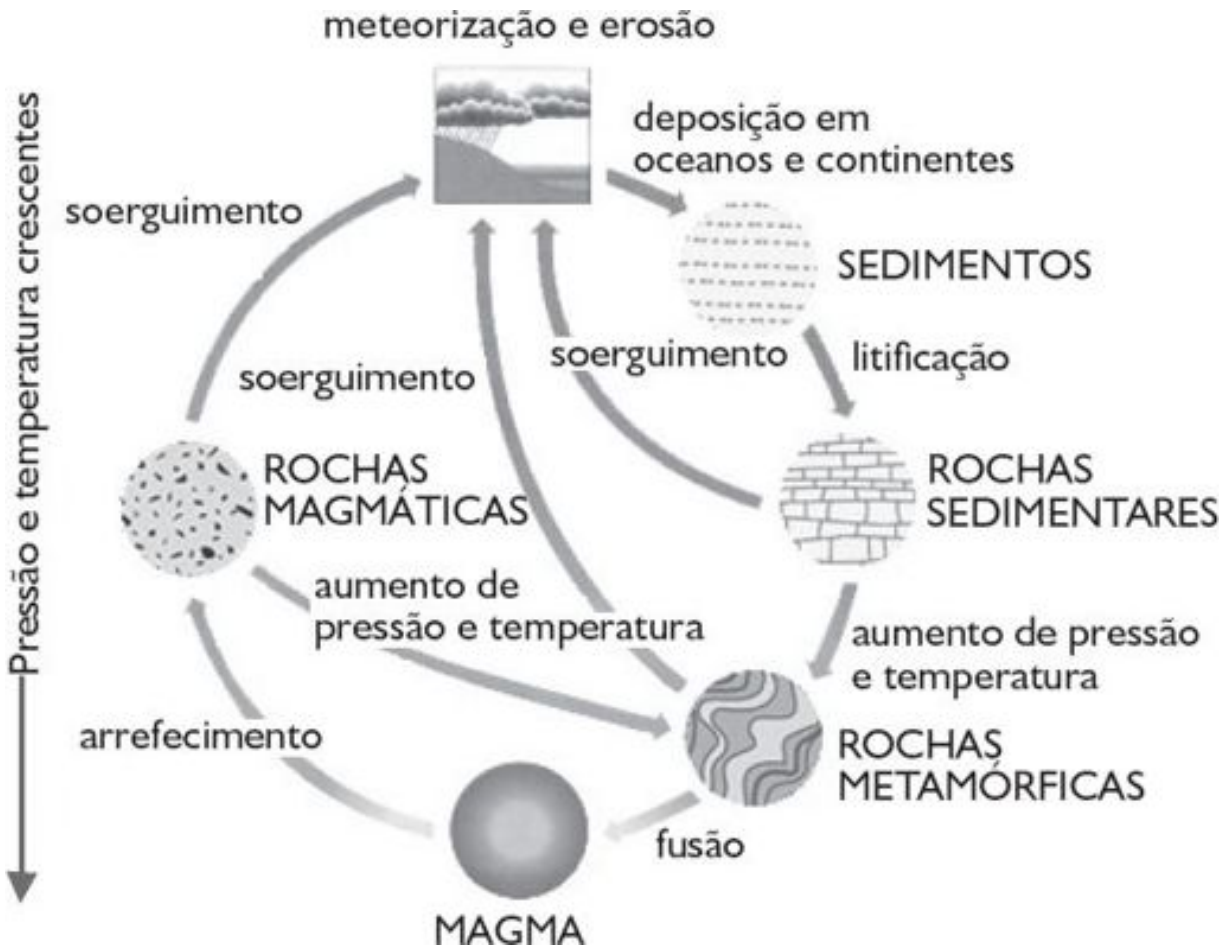 meteorização e erosão
deposição em
oceanos e continentes
soerguimento
SEDIMENTOS
soerguimento
soerguimento
litificação
ROCHAS
MAGMÁTICAS
ROCHAS
SEDIMENTARES
aumento de
pressão e temperatura
aumento de pressão
e temperatura
arrefecimento
ROCHAS
METAMÓRFICAS
fusão
MAGMA
Pressão e temperatura crescentes